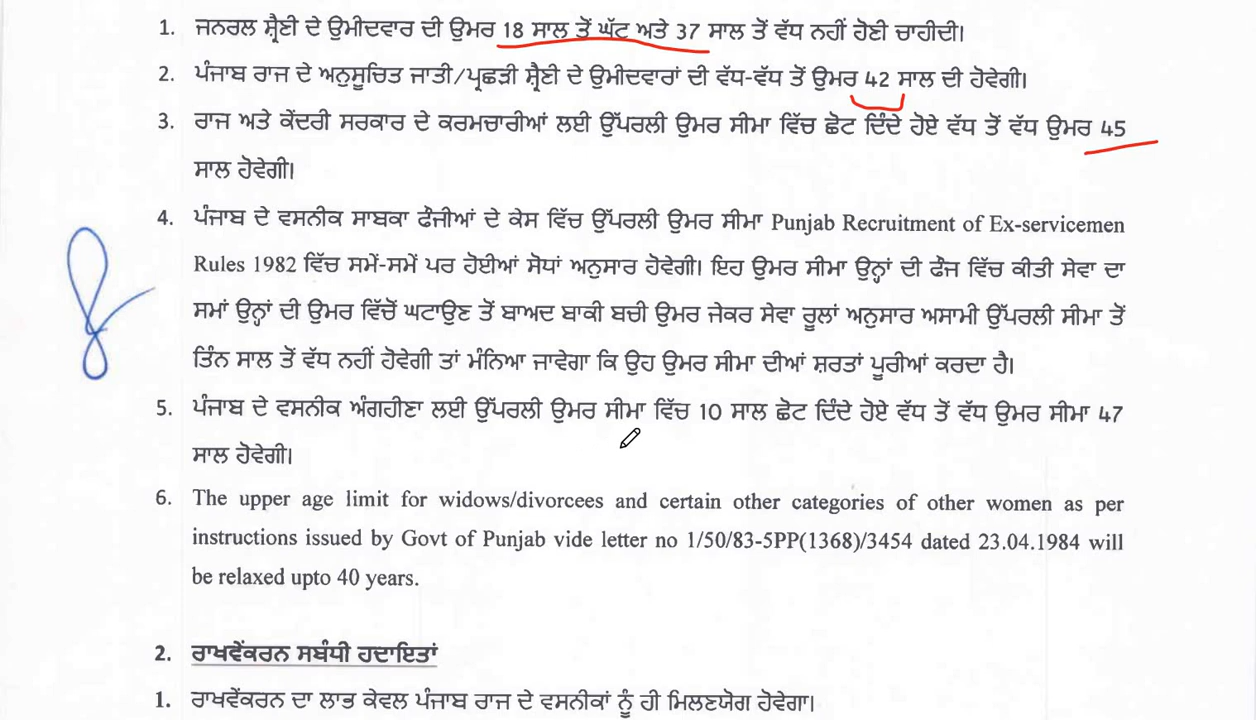 1. ਜਨਰਲ ਸ਼੍ਰੇਣੀ ਦੇ ਉਮੀਦਵਾਰ ਦੀ ਉਮਰ 18 ਸਾਲ ਤੋਂ ਘੱਟ ਅਤੇ 37 ਸਾਲ ਤੋਂ ਵੱਧ ਨਹੀਂ ਹੋਣੀ ਚਾਹੀਦੀ।
2. ਪੰਜਾਬ ਰਾਜ ਦੇ ਅਨੁਸੂਚਿਤ ਜਾਤੀ/ਪ੍ਰਛੜੀ ਸ਼੍ਰੇਣੀ ਦੇ ਉਮੀਦਵਾਰਾਂ ਦੀ ਵੱਧ-ਵੱਧ ਤੋਂ ਉਮਰ 42 ਸਾਲ ਦੀ ਹੋਵੇਗੀ।
3. ਰਾਜ ਅਤੇ ਕੇਂਦਰੀ ਸਰਕਾਰ ਦੇ ਕਰਮਚਾਰੀਆਂ ਲਈ ਉੱਪਰਲੀ ਉਮਰ ਸੀਮਾ ਵਿੱਚ ਛੋਟ ਦਿੰਦੇ ਹੋਏ ਵੱਧ ਤੋਂ ਵੱਧ ਉਮਰ 45
ਸਾਲ ਹੋਵੇਗੀ।
4. ਪੰਜਾਬ ਦੇ ਵਸਨੀਕ ਸਾਬਕਾ ਫੌਜੀਆਂ ਦੇ ਕੇਸ ਵਿੱਚ ਉੱਪਰਲੀ ਉਮਰ ਸੀਮਾ Punjab Recruitment of Ex-servicemen
Rules 1982 ਵਿੱਚ ਸਮੇਂ-ਸਮੇਂ ਪਰ ਹੋਈਆਂ ਸੋਧਾਂ ਅਨੁਸਾਰ ਹੋਵੇਗੀ। ਇਹ ਉਮਰ ਸੀਮਾ ਉਨ੍ਹਾਂ ਦੀ ਫੌਜ ਵਿੱਚ ਕੀਤੀ ਸੇਵਾ ਦਾ
ਸਮਾਂ ਉਨ੍ਹਾਂ ਦੀ ਉਮਰ ਵਿੱਚੋਂ ਘਟਾਉਣ ਤੋਂ ਬਾਅਦ ਬਾਕੀ ਬਚੀ ਉਮਰ ਜੇਕਰ ਸੇਵਾ ਰੂਲਾਂ ਅਨੁਸਾਰ ਅਸਾਮੀ ਉੱਪਰਲੀ ਸੀਮਾ ਤੋਂ
ਤਿੰਨ ਸਾਲ ਤੋਂ ਵੱਧ ਨਹੀਂ ਹੋਵੇਗੀ ਤਾਂ ਮੰਨਿਆ ਜਾਵੇਗਾ ਕਿ ਉਹ ਉਮਰ ਸੀਮਾ ਦੀਆਂ ਸ਼ਰਤਾਂ ਪੂਰੀਆਂ ਕਰਦਾ ਹੈ।
5. ਪੰਜਾਬ ਦੇ ਵਸਨੀਕ ਅੰਗਹੀਣਾ ਲਈ ਉੱਪਰਲੀ ਉਮਰ ਸੀਮਾ ਵਿੱਚ 10 ਸਾਲ ਛੋਟ ਦਿੰਦੇ ਹੋਏ ਵੱਧ ਤੋਂ ਵੱਧ ਉਮਰ ਸੀਮਾ 47
ਸਾਲ ਹੋਵੇਗੀ।
6. The upper age limit for widows/divorcees and certain other categories of other women as per
instructions issued by Govt of Punjab vide letter no 1/50/83-5PP(1368)/3454 dated 23.04.1984 will
be relaxed upto 40 years.
2. ਰਾਖਵੇਂਕਰਨ ਸਬੰਧੀ ਹਦਾਇਤਾਂ
1. ਰਾਖਵੇਂਕਰਨ ਦਾ ਲਾਭ ਕੇਵਲ ਪੰਜਾਬ ਰਾਜ ਦੇ ਵਸਨੀਕਾਂ ਨੂੰ ਹੀ ਮਿਲਣਯੋਗ ਹੋਵੇਗਾ।